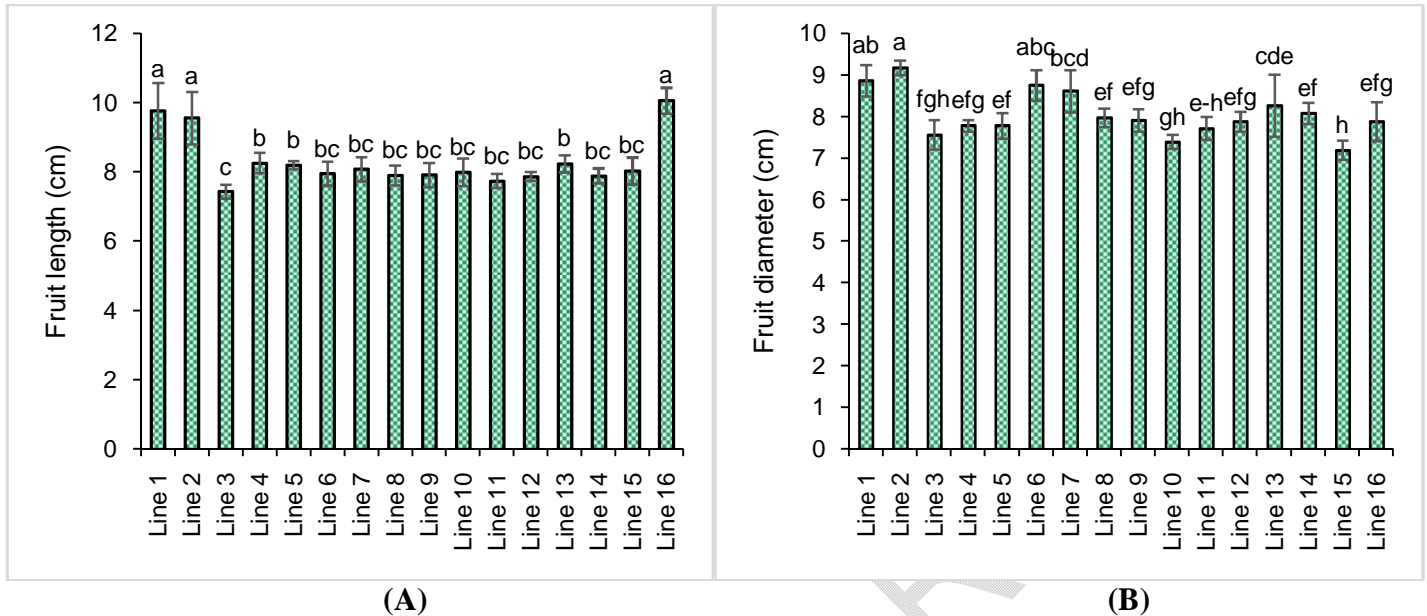 Fruit length (cm)
12
10
8
6
4
2
0
a
a
c
b
b
bc
bc
bc
bc
bc
bc
bc
b
bc
bc
a
Line 1
Line 2
Line 3
Line 4
Line 5
Line 6
Line 7
Line 8
Line 9
Line 10
Line 11
Line 12
Line 13
Line 14
Line 15
Line 16
(A)
Fruit diameter (cm)
10
9
8
7
6
5
4
3
2
1
0
ab
a
fgh
efg
ef
abc
bcd
ef
efg
gh
e-h
efg
cde
ef
h
efg
Line 1
Line 2
Line 3
Line 4
Line 5
Line 6
Line 7
Line 8
Line 9
Line 10
Line 11
Line 12
Line 13
Line 14
Line 15
Line 16
(B)